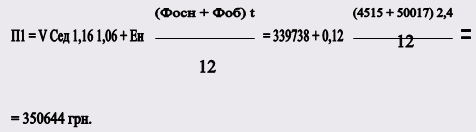 (Фосн + Фоб) t (4515 + 50017) 2,4
П1 = V Сед 1,16 1,06 + Ен = 339738 + 0,12 =
12 12
= 350644 грн.